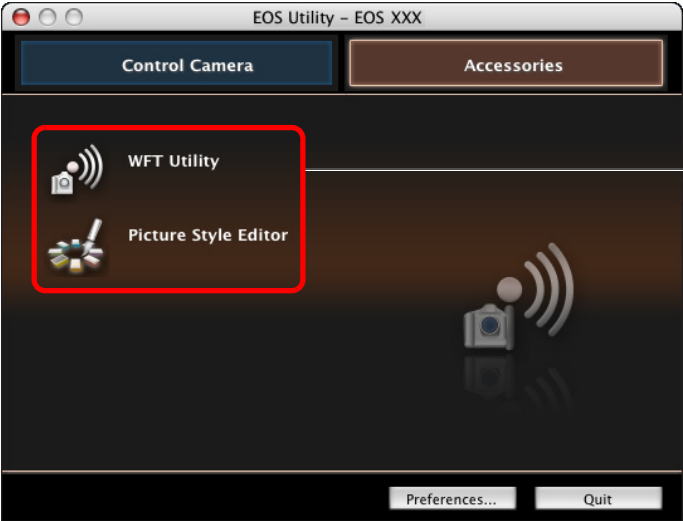 EOS Utility – EOS XXX
Control Camera
Accessories
WFT Utility
Picture Style Editor
Preferences...
Quit